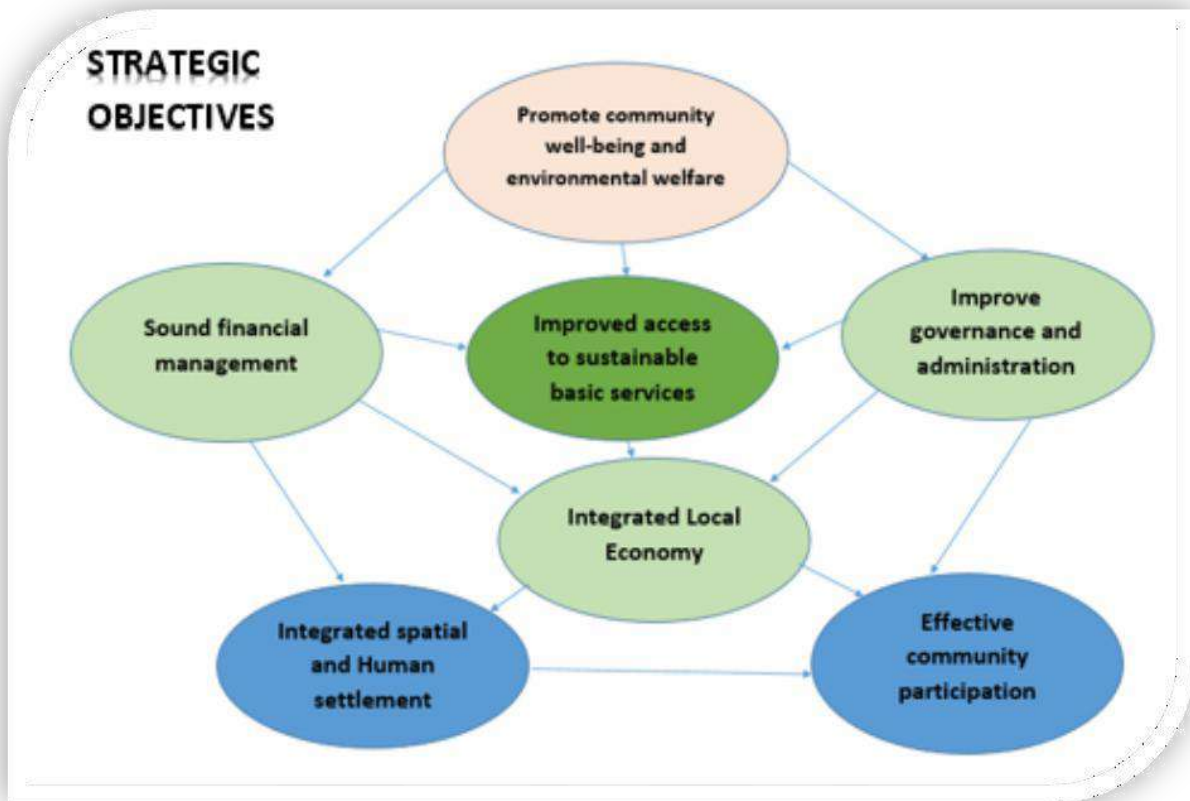 STRATEGIC
OBJECTIVES
Promote community
well-being and
environmental welfare
Sound financial
management
Improved access
to sustainable
basic services
Improve
governance and
administration
Integrated Local
Economy
Integrated spatial
and Human
settlement
Effective
community
participation